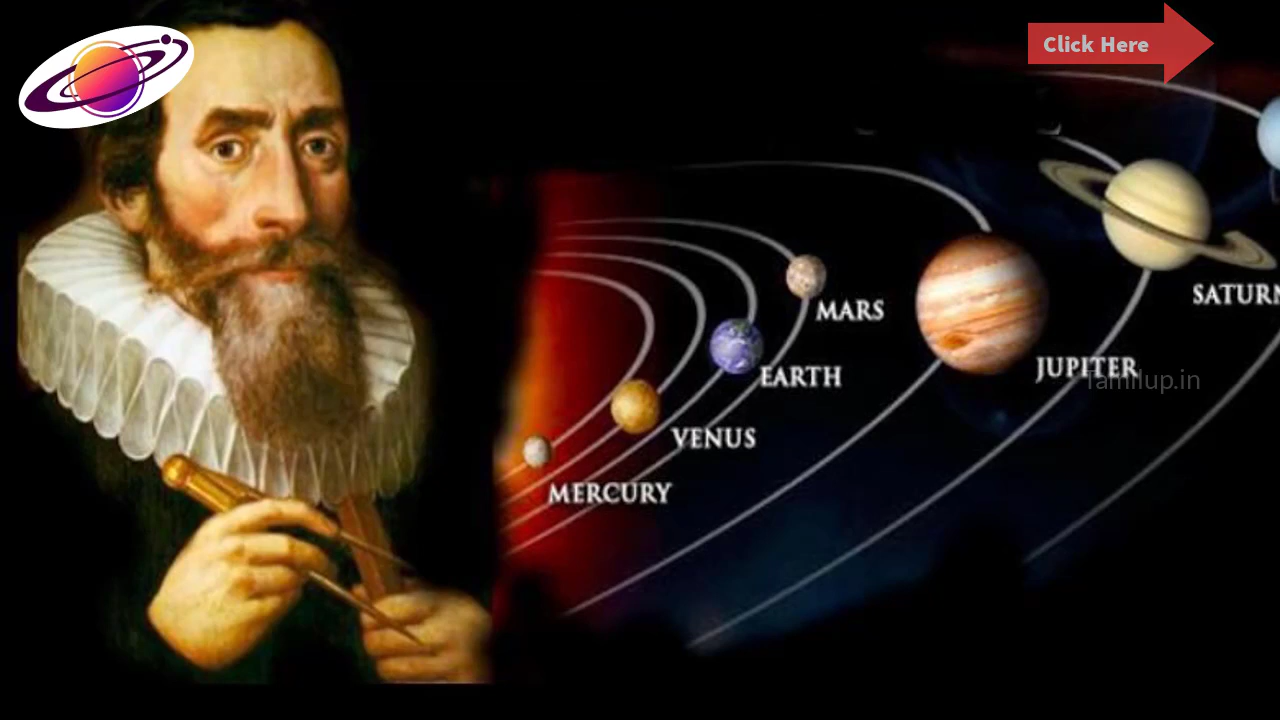 Click Here
SATURN
MARS
JUPITER
Tamilup.in
EARTH
VENUS
MERCURY